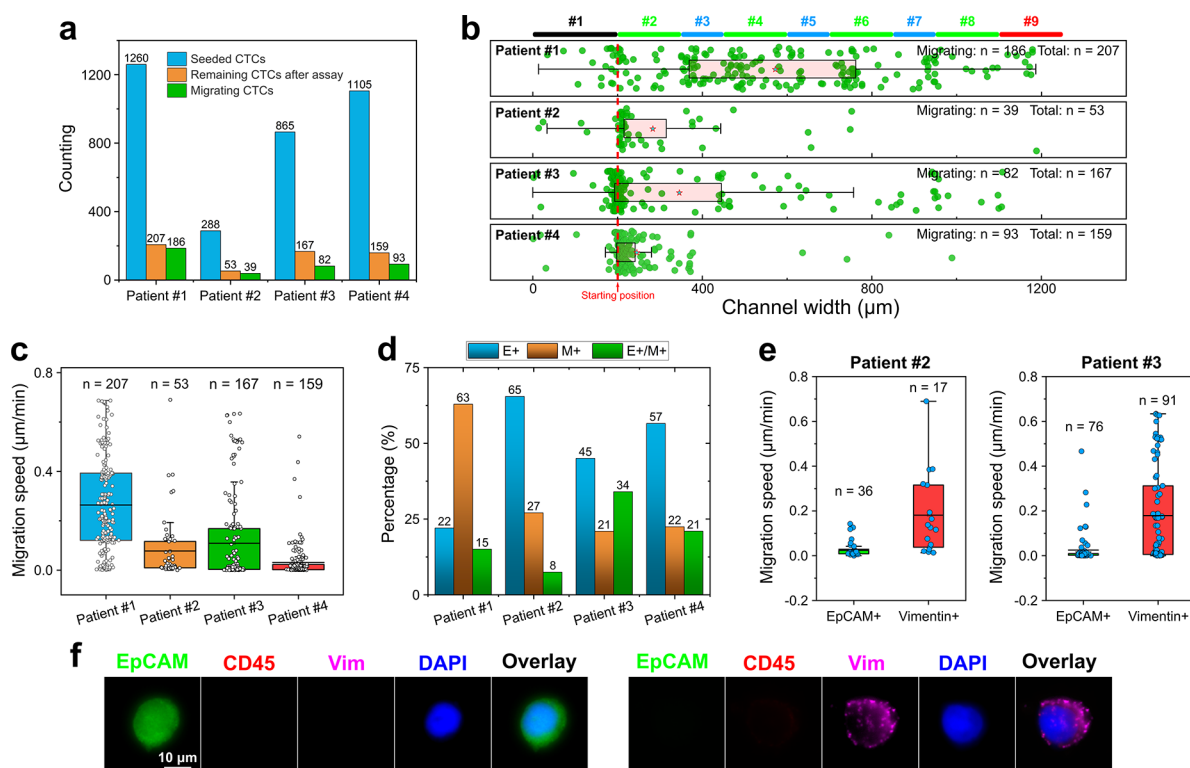 a
1260
1200
800
400
0
Counting
Seeded CTCs
Remaining CTCs after assay
Migrating CTCs
207
186
288
53
39
865
167
82
1105
159
93
Patient #1
Patient #2
Patient #3
Patient #4
b
#1
#2
#3
#4
#5
#6
#7
#8
#9
Patient #1
Migrating: n = 186 Total: n = 207
Patient #2
Migrating: n = 39 Total: n = 53
Patient #3
Migrating: n = 82 Total: n = 167
Patient #4
Migrating: n = 93 Total: n = 159
0
400
800
1200
Starting position
Channel width (µm)
c
Migration speed (µm/min)
0.8
0.4
0.0
n = 207
n = 53
n = 167
n = 159
Patient #1
Patient #2
Patient #3
Patient #4
d
E+
M+
E+/M+
Percentage (%)
75
50
25
0
22
63
15
65
27
8
45
21
34
57
22
21
Patient #1
Patient #2
Patient #3
Patient #4
e
Patient #2
Migration speed (µm/min)
0.8
0.6
0.4
0.2
0.0
-0.2
n = 36
n = 17
EpCAM+
Vimentin+
Patient #3
Migration speed (µm/min)
0.8
0.6
0.4
0.2
0.0
-0.2
n = 76
n = 91
EpCAM+
Vimentin+
f
EpCAM
CD45
Vim
DAPI
Overlay
10 µm
EpCAM
CD45
Vim
DAPI
Overlay